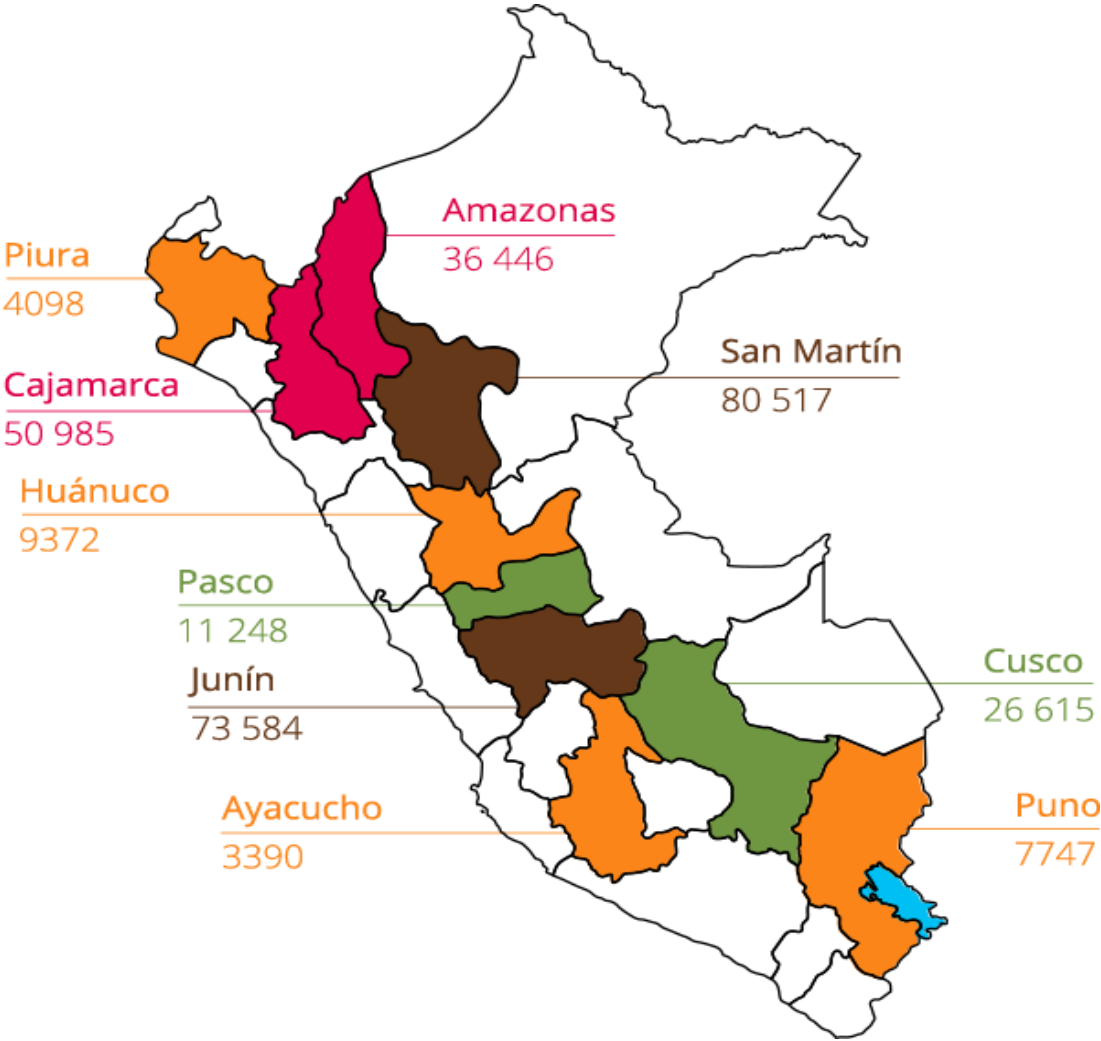 Amazonas
36 446
Piura
4098
San Martín
80 517
Cajamarca
50 985
Huánuco
9372
Pasco
11 248
Cusco
26 615
Junín
73 584
Ayacucho
3390
Puno
7747